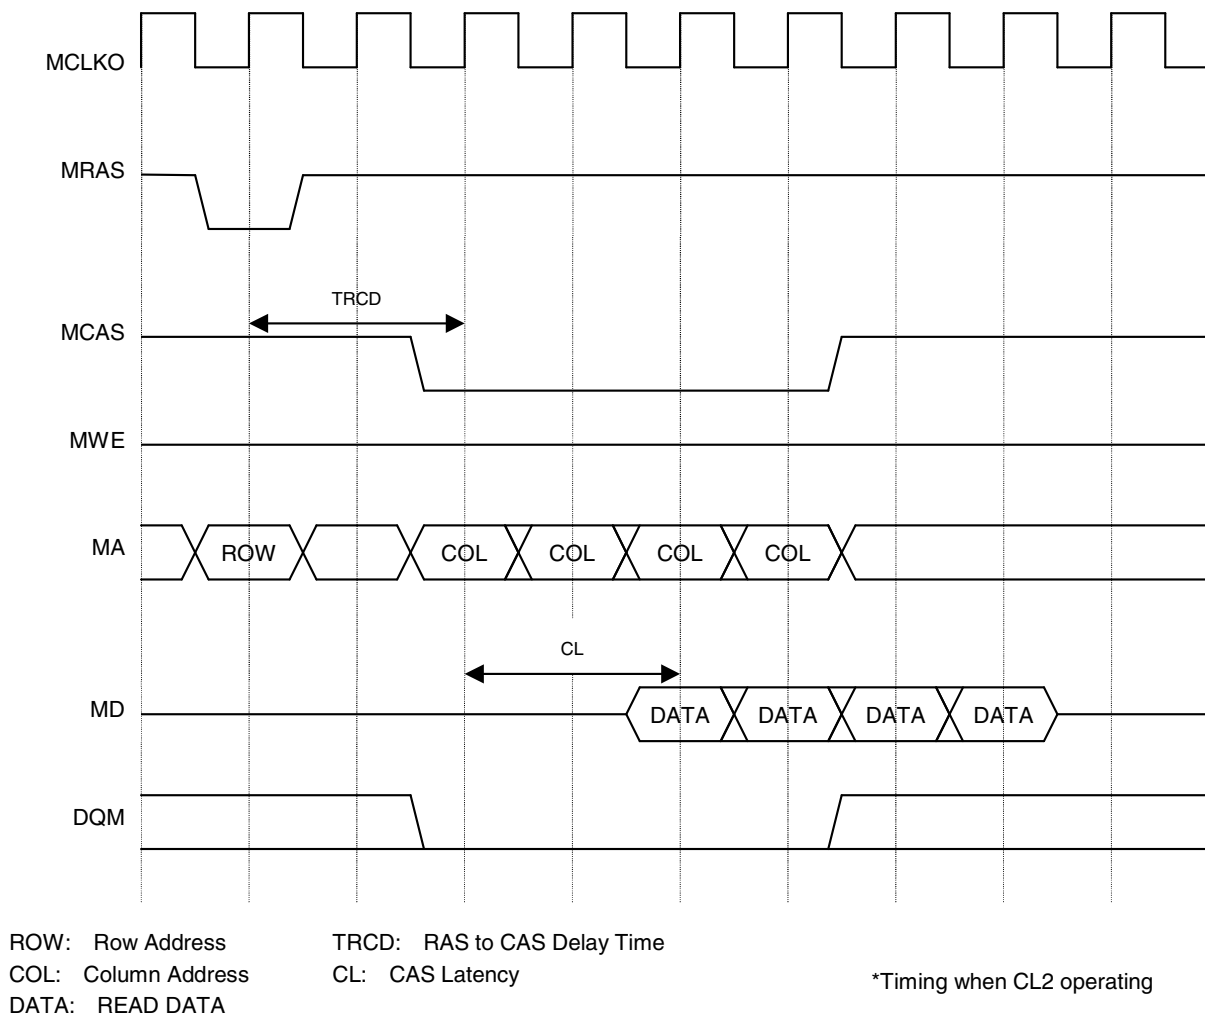 MCLKO
MRAS
TRCD
MCAS
MWE
MA
ROW
COL
COL
COL
COL
CL
MD
DATA
DATA
DATA
DATA
DQM
ROW: Row Address
TRCD: RAS to CAS Delay Time
COL: Column Address
CL: CAS Latency
*Timing when CL2 operating
DATA: READ DATA